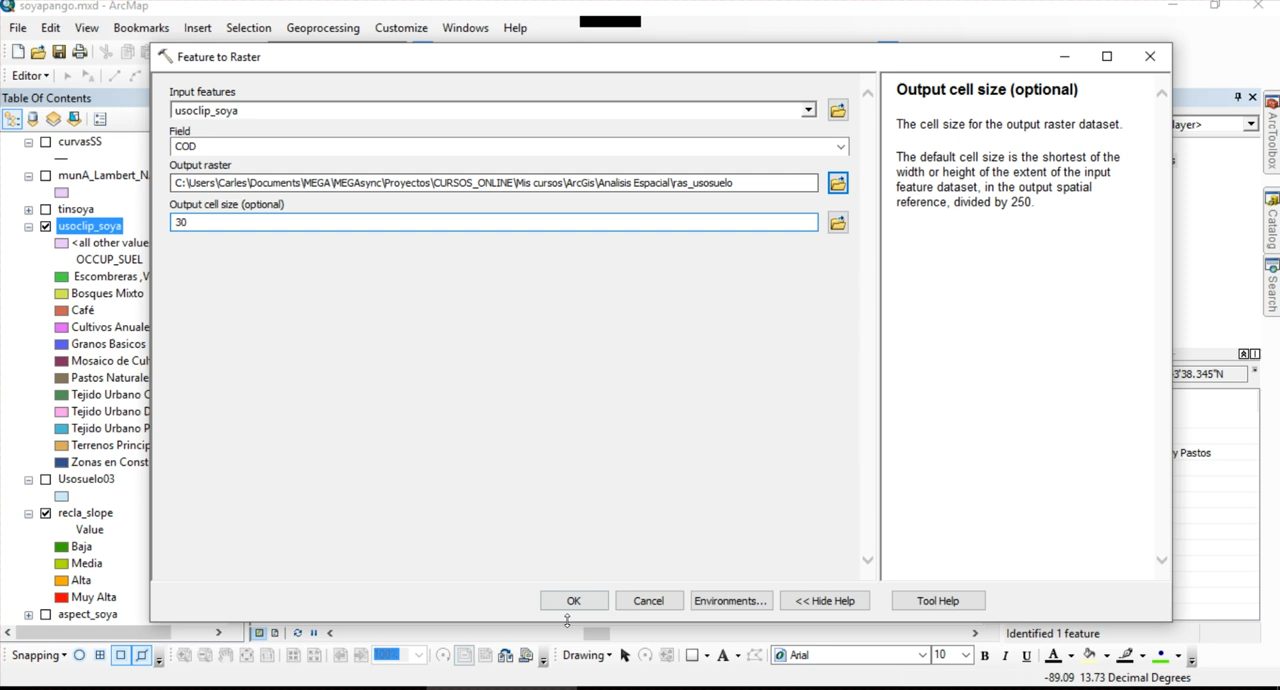 soyapango.mxd - ArcMap
File Edit View Bookmarks Insert Selection Geoprocessing Customize Windows Help
Editor
Table Of Contents
curvasSS
munA_Lambert_N
tinsoya
usoclip_soya
<all other value
OCCUP_SUEL
Escombreras ,V
Bosques Mixto
Café
Cultivos Anuale
Granos Basicos
Mosaico de Cul
Pastos Naturale
Tejido Urbano C
Tejido Urbano D
Tejido Urbano P
Terrenos Princip
Zonas en Const
Usosuelo03
recla_slope
Value
Baja
Media
Alta
Muy Alta
aspect_soya
Feature to Raster
Input features
usoclip_soya
Field
COD
Output raster
C:\Users\Carles\Documents\MEGA\MEGAsync\Proyectos\CURSOS_ONLINE\Mis cursos\ArcGis\Analisis Espacial\ras_usosuelo
Output cell size (optional)
30
OK Cancel Environments... << Hide Help Tool Help
Output cell size (optional)
The cell size for the output raster dataset.
The default cell size is the shortest of the
width or height of the extent of the input
feature dataset, in the output spatial
reference, divided by 250.
layer>
3'38.345"N
y Pastos
ArcToolbox
Catalog
Search
Identified 1 feature
Snapping 100% Drawing Arial 10 B I U A
-89.09 13.73 Decimal Degrees